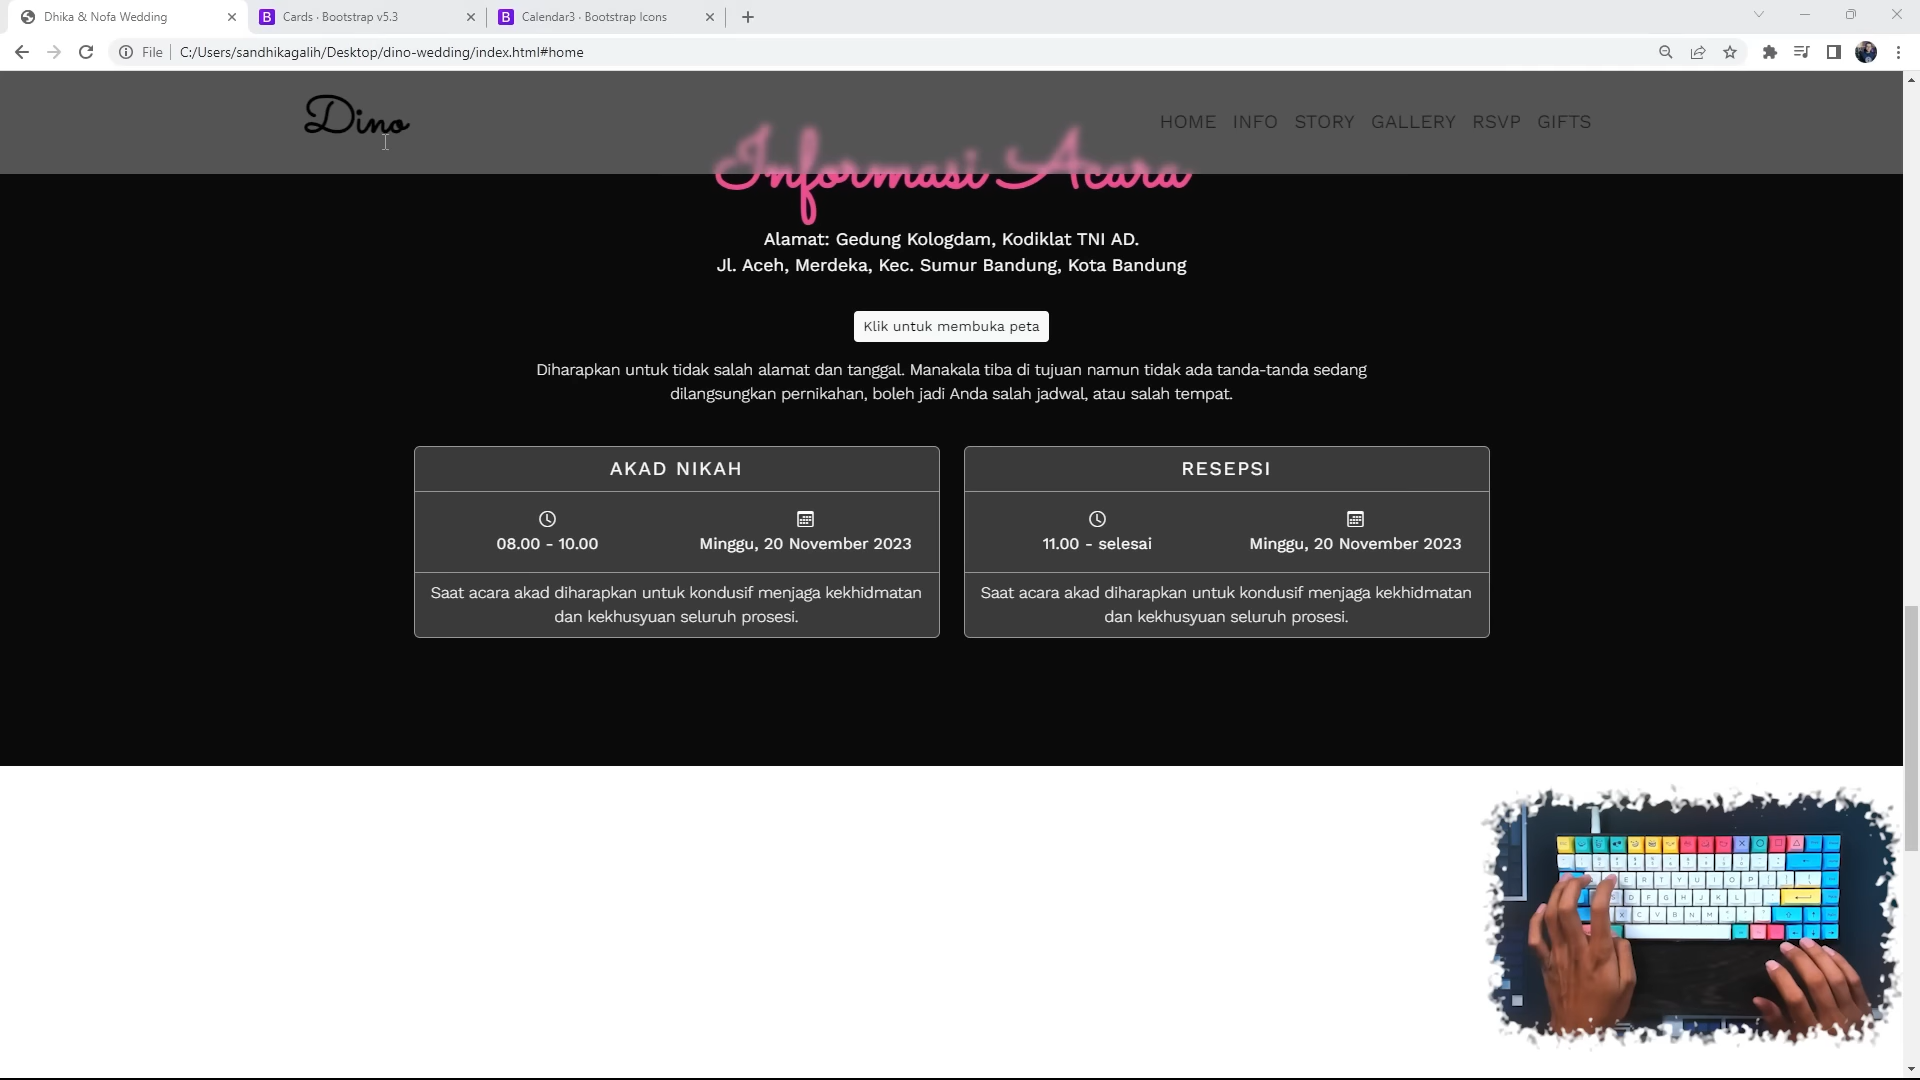 Dhika & Nofa Wedding
Cards · Bootstrap v5.3
Calendar3 · Bootstrap Icons
File
C:/Users/sandhikagalih/Desktop/dino-wedding/index.html#home
Dino
HOME INFO STORY GALLERY RSVP GIFTS
Informasi Acara
Alamat: Gedung Kologdam, Kodiklat TNI AD.
Jl. Aceh, Merdeka, Kec. Sumur Bandung, Kota Bandung
Klik untuk membuka peta
Diharapkan untuk tidak salah alamat dan tanggal. Manakala tiba di tujuan namun tidak ada tanda-tanda sedang
dilangsungkan pernikahan, boleh jadi Anda salah jadwal, atau salah tempat.
AKAD NIKAH
08.00 - 10.00
Minggu, 20 November 2023
Saat acara akad diharapkan untuk kondusif menjaga kekhidmatan
dan kekhusyuan seluruh prosesi.
RESEPSI
11.00 - selesai
Minggu, 20 November 2023
Saat acara akad diharapkan untuk kondusif menjaga kekhidmatan
dan kekhusyuan seluruh prosesi.